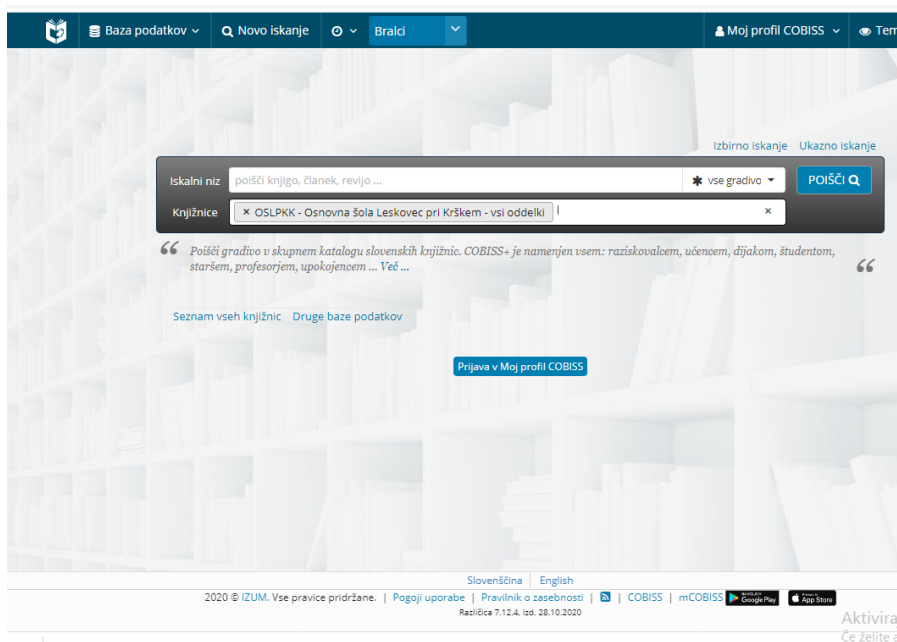 Baza podatkov Novo iskanje Bralci Moj profil COBISS Tem
Izbirno iskanje Ukazno iskanje
Iskalni niz poišči knjigo, članek, revijo ... vse gradivo POIŠČI
Knjižnice × OSLPKK - Osnovna šola Leskovec pri Krškem - vsi oddelki ×
Poišči gradivo v skupnem katalogu slovenskih knjižnic. COBISS+ je namenjen vsem: raziskovalcem, učencem, dijakom, študentom,
staršem, profesorjem, upokojencem ... Več ...
Seznam vseh knjižnic Druge baze podatkov
Prijava v Moj profil COBISS
Slovenščina | English
2020 © IZUM. Vse pravice pridržane. | Pogoji uporabe | Pravilnik o zasebnosti | | COBISS | mCOBISS Google Play App Store
Različica 7.12.4, izd. 28.10.2020
Aktivira
Če želite a